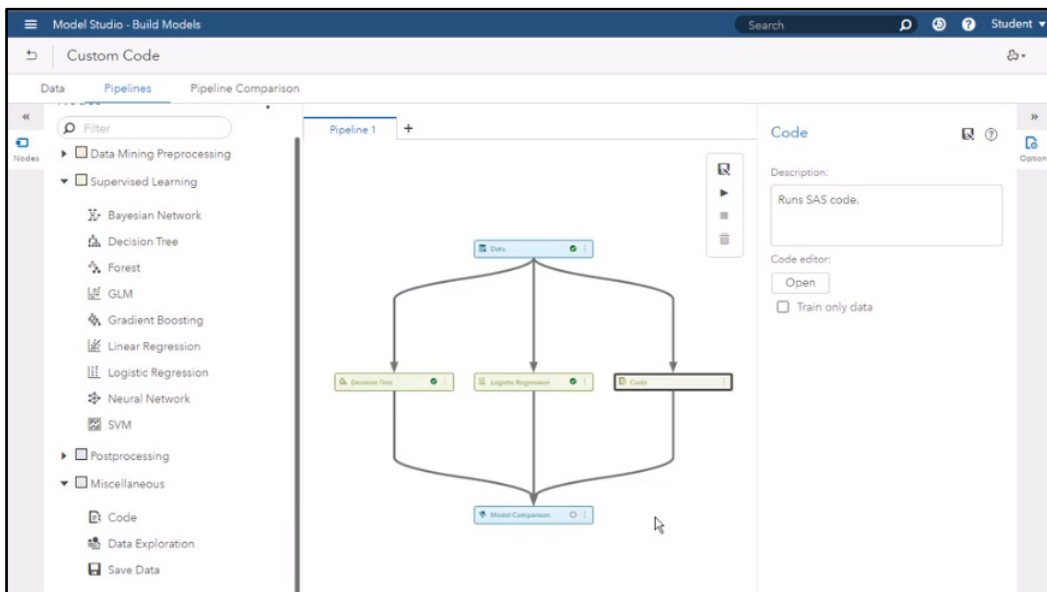 Model Studio - Build Models
Search
Student
Custom Code
Data
Pipelines
Pipeline Comparison
Nodes
Filter
Data Mining Preprocessing
Supervised Learning
Bayesian Network
Decision Tree
Forest
GLM
Gradient Boosting
Linear Regression
Logistic Regression
Neural Network
SVM
Postprocessing
Miscellaneous
Code
Data Exploration
Save Data
Pipeline 1
+
Data
Decision Tree
Logistic Regression
Code
Model Comparison
Code
Description:
Runs SAS code.
Code editor:
Open
Train only data
Option